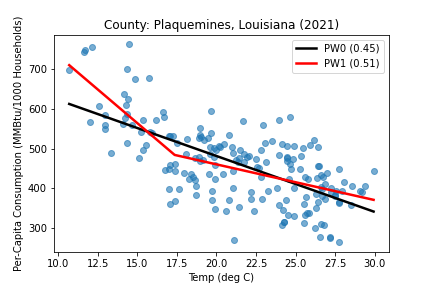 County: Plaquemines, Louisiana (2021)
PW0 (0.45)
PW1 (0.51)
Per-Capita Consumption (MMBtu/1000 Households)
700
600
500
400
300
10.0 12.5 15.0 17.5 20.0 22.5 25.0 27.5 30.0
Temp (deg C)